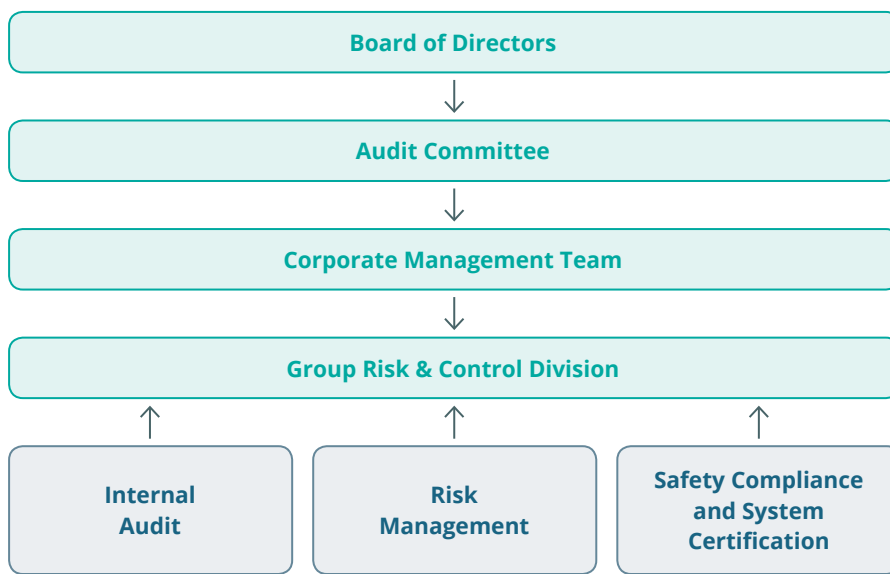 Board of Directors
Audit Committee
Corporate Management Team
Group Risk & Control Division
Internal
Audit
Risk
Management
Safety Compliance
and System
Certification